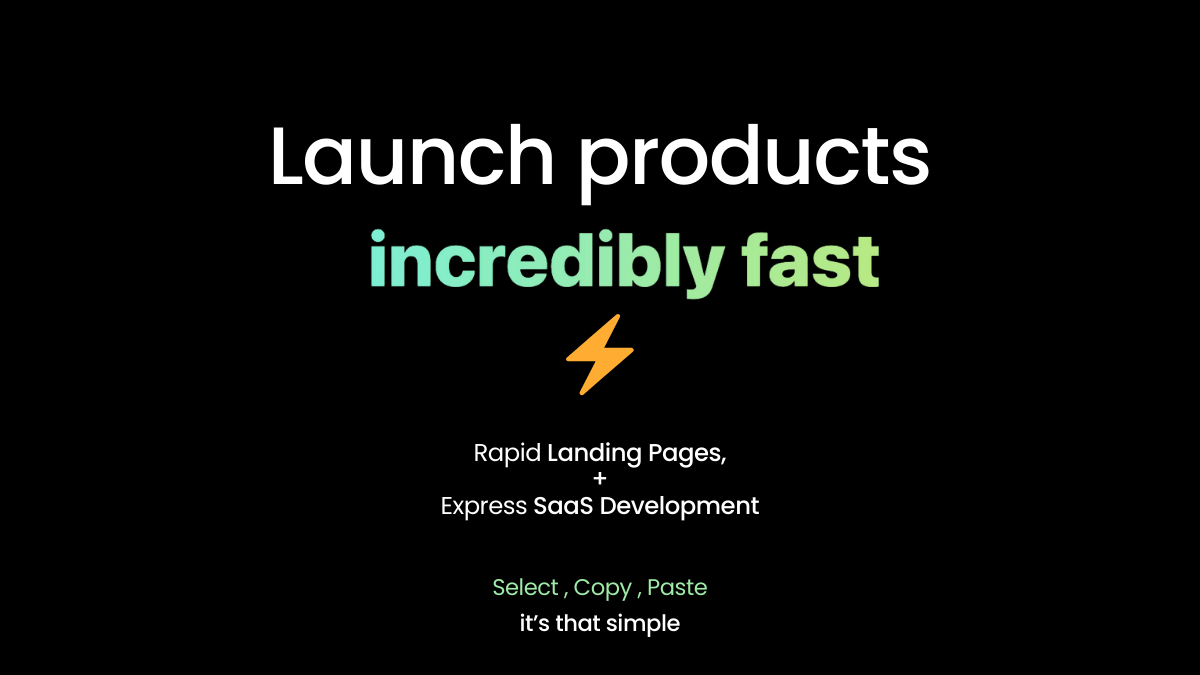 Launch products
incredibly fast
Rapid Landing Pages,
+
Express SaaS Development
Select , Copy , Paste
it’s that simple